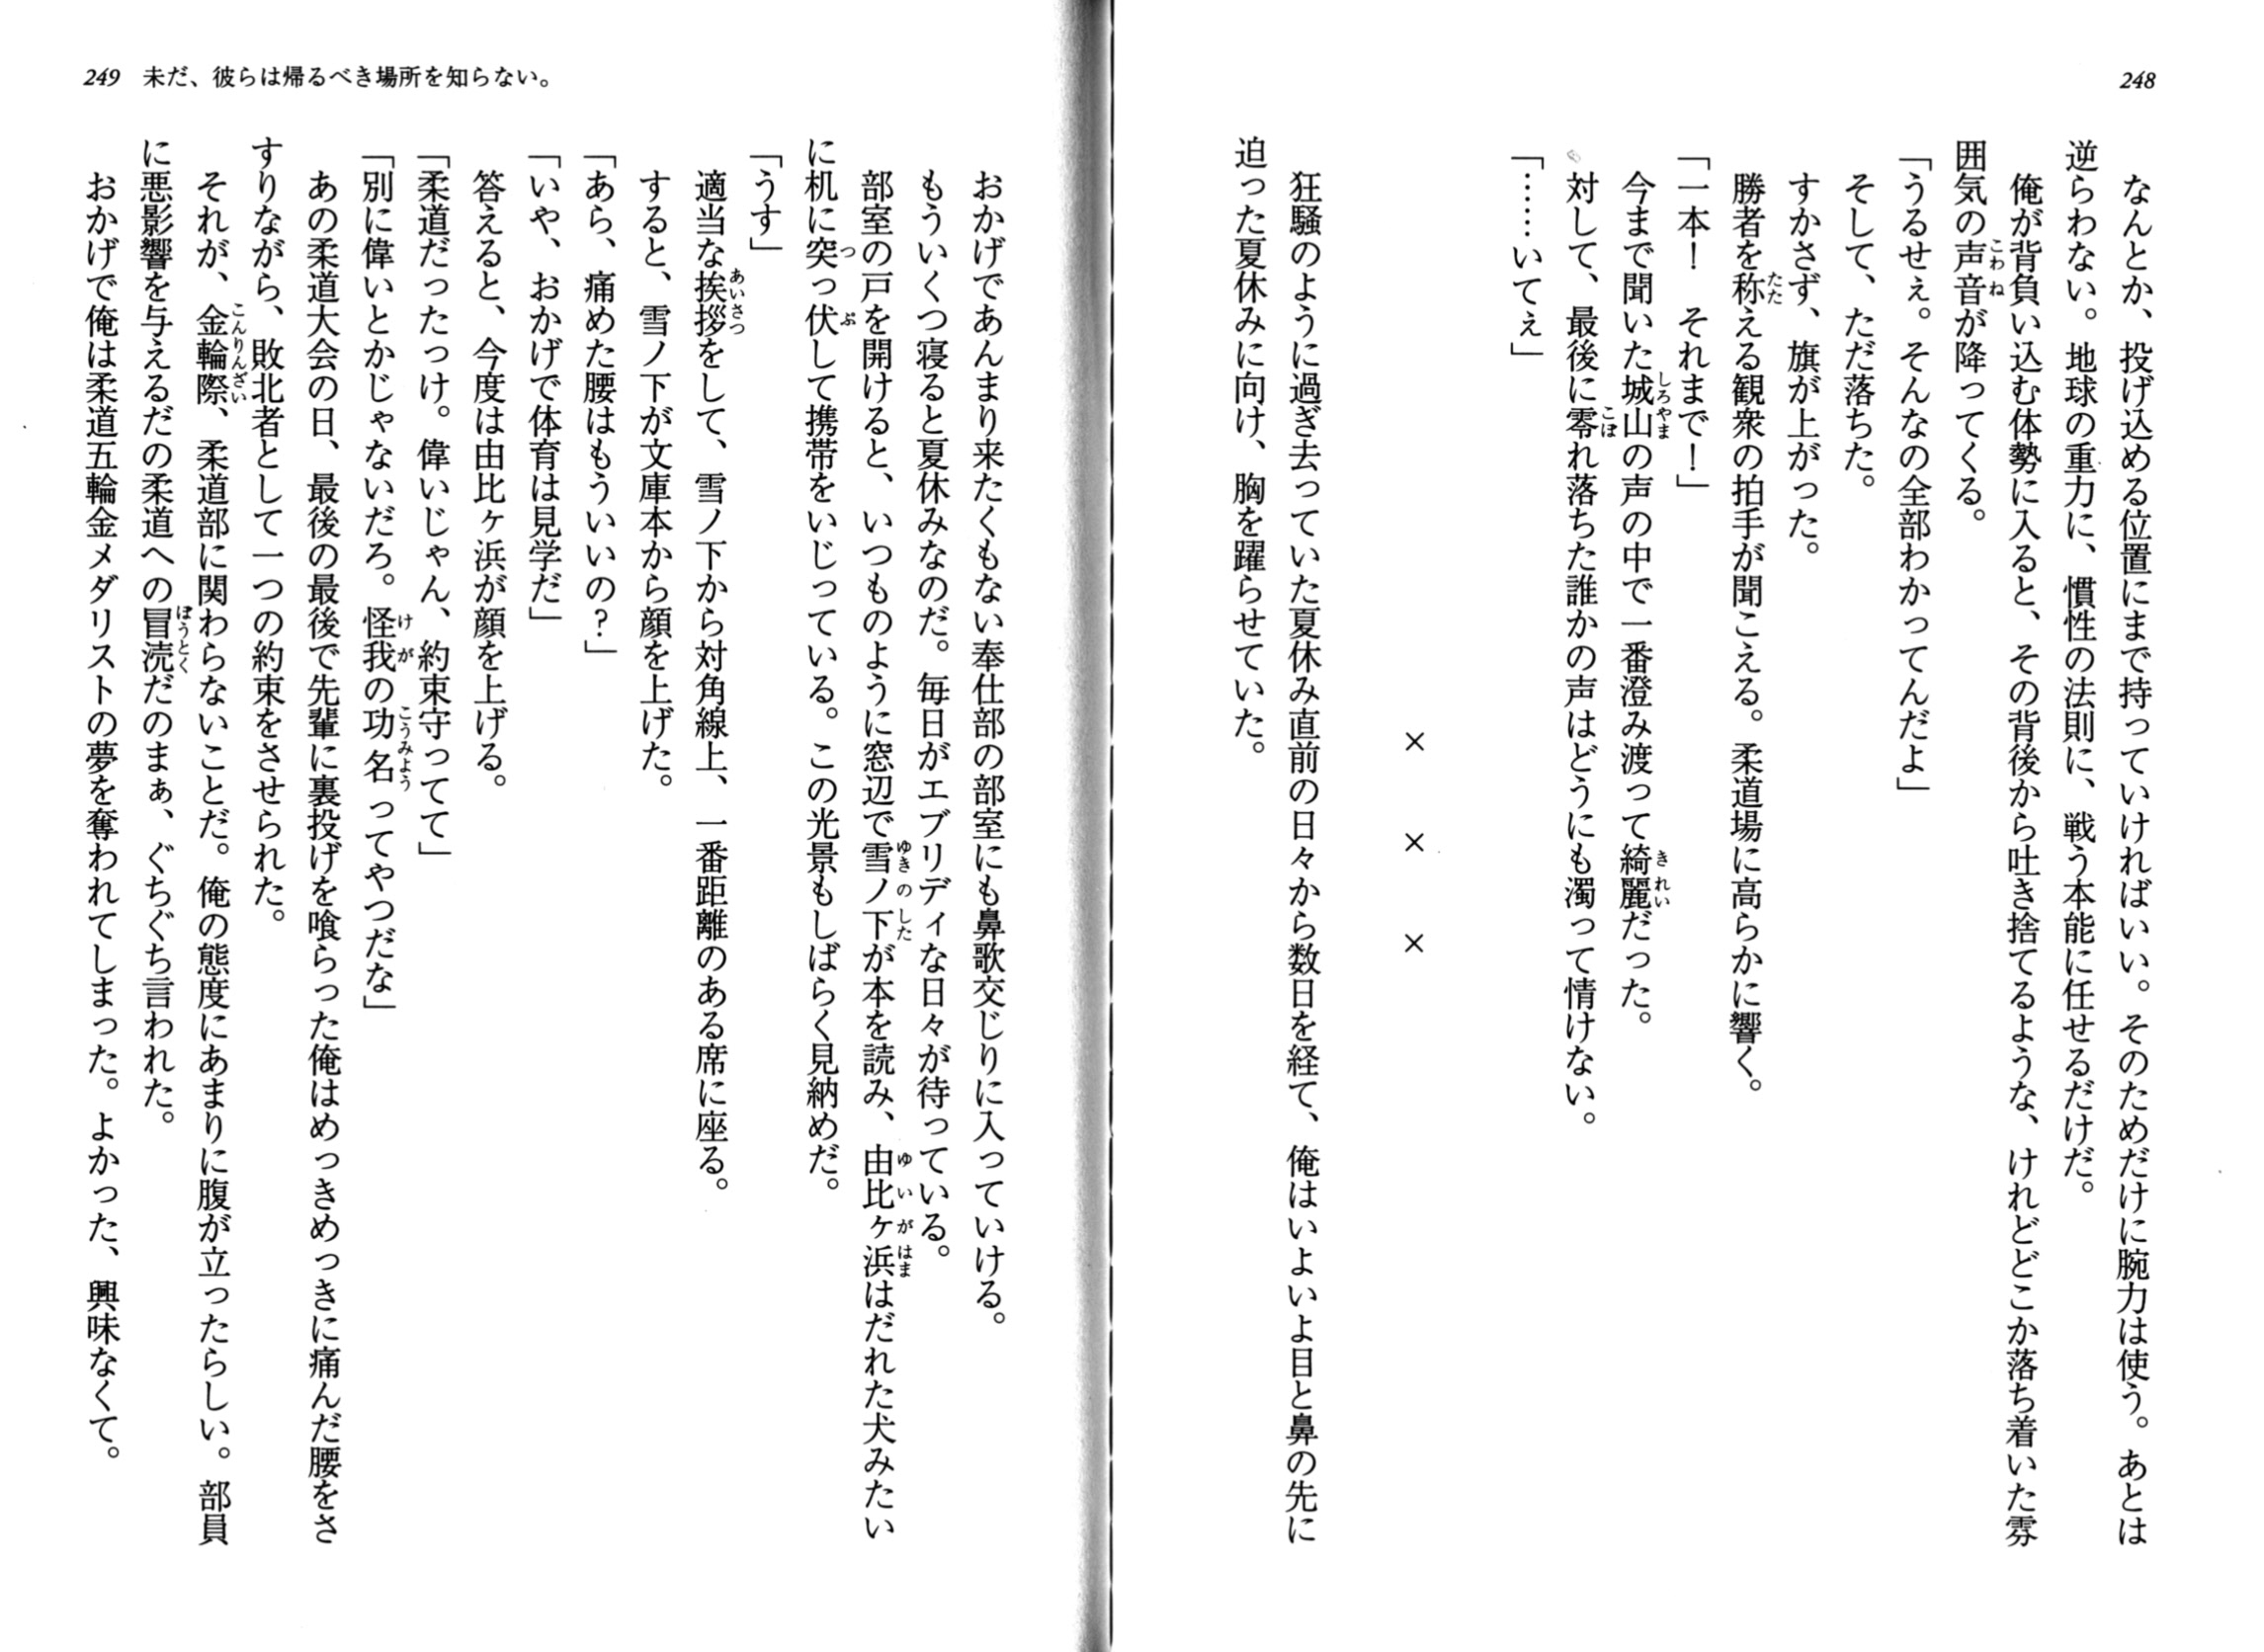 248
なんとか、投げ込める位置にまで持っていければいい。そのためだけに腕力は使う。あとは
逆らわない。地球の重力に、慣性の法則に、戦う本能に任せるだけだ。
俺が背負い込む体勢に入ると、その背後から吐き捨てるような、けれどどこか落ち着いた雰
囲気の声音が降ってくる。
「うるせぇ。そんなの全部わかってんだよ」
そして、ただ落ちた。
すかさず、旗が上がった。
勝者を称える観衆の拍手が聞こえる。柔道場に高らかに響く。
「一本！　それまで！」
今まで聞いた城山の声の中で一番澄み渡って綺麗だった。
対して、最後に零れ落ちた誰かの声はどうにも濁って情けない。
「……いてぇ」
×　×　×
狂騒のように過ぎ去っていた夏休み直前の日々から数日を経て、俺はいよいよ目と鼻の先に
迫った夏休みに向け、胸を躍らせていた。
249 未だ、彼らは帰るべき場所を知らない。
おかげであんまり来たくもない奉仕部の部室にも鼻歌交じりに入っていける。
もういくつ寝ると夏休みなのだ。毎日がエブリディな日々が待っている。
部室の戸を開けると、いつものように窓辺で雪ノ下が本を読み、由比ヶ浜はだれた犬みたい
に机に突っ伏して携帯をいじっている。この光景もしばらく見納めだ。
「うす」
適当な挨拶をして、雪ノ下から対角線上、一番距離のある席に座る。
すると、雪ノ下が文庫本から顔を上げた。
「あら、痛めた腰はもういいの？」
「いや、おかげで体育は見学だ」
答えると、今度は由比ヶ浜が顔を上げる。
「柔道だったっけ。偉いじゃん、約束守ってて」
「別に偉いとかじゃないだろ。怪我の功名ってやつだな」
あの柔道大会の日、最後の最後で先輩に裏投げを喰らった俺はめっきめっきに痛んだ腰をさ
すりながら、敗北者として一つの約束をさせられた。
それが、金輪際、柔道部に関わらないことだ。俺の態度にあまりに腹が立ったらしい。部員
に悪影響を与えるだの柔道への冒涜だのまぁ、ぐちぐち言われた。
おかげで俺は柔道五輪金メダリストの夢を奪われてしまった。よかった、興味なくて。